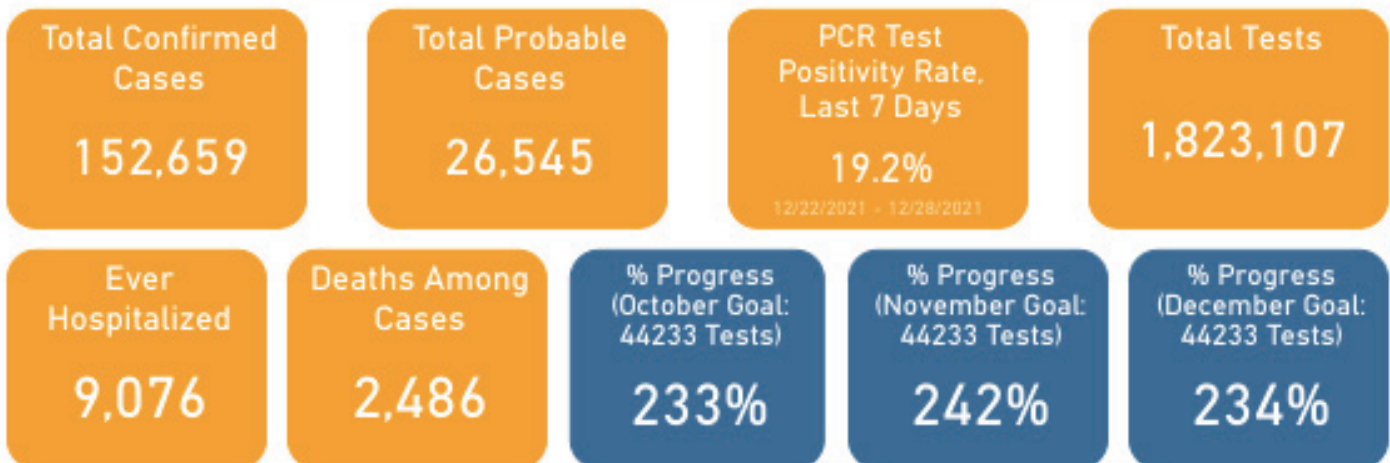 Total Confirmed
Cases
152,659
Total Probable
Cases
26,545
PCR Test
Positivity Rate,
Last 7 Days
19.2%
12/22/2021 - 12/28/2021
Total Tests
1,823,107
Ever
Hospitalized
9,076
Deaths Among
Cases
2,486
% Progress
(October Goal:
44233 Tests)
233%
% Progress
(November Goal:
44233 Tests)
242%
% Progress
(December Goal:
44233 Tests)
234%